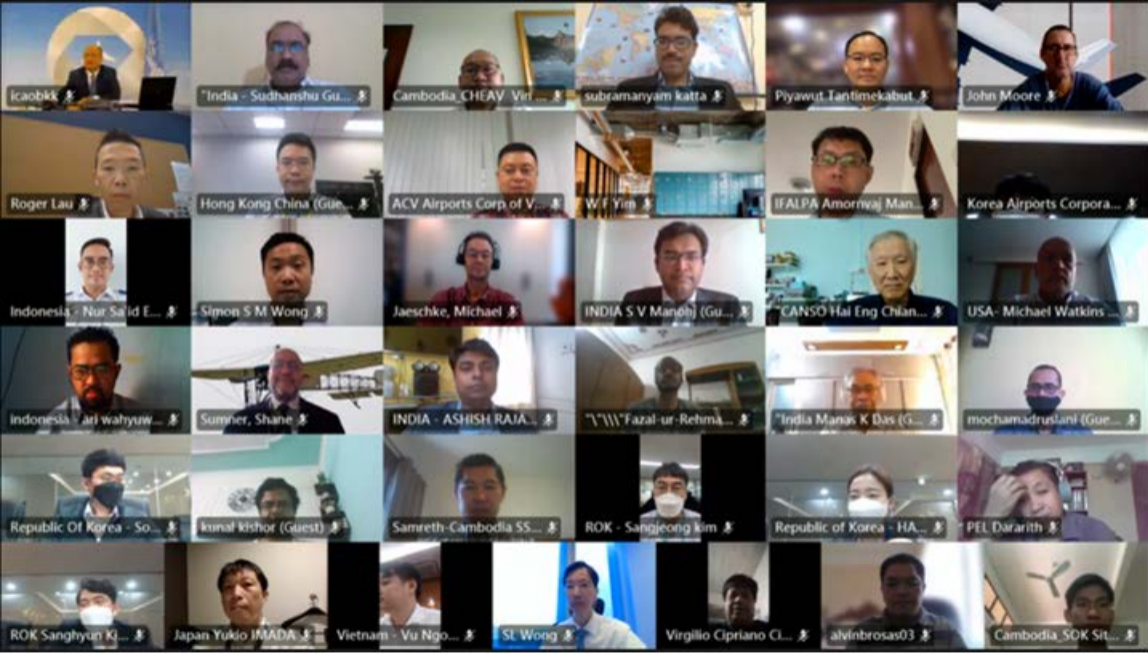 icaobkk
"India - Sudhanshu Gu...
Cambodia_CHEAV Vin ...
subramanyam katta
Piyawut Tantimekabut
John Moore
Roger Lau
Hong Kong China (Gue...
ACV Airports Corp of V...
W F Yim
IFALPA Amornvaj Man...
Korea Airports Corpora...
Indonesia - Nur Sa'id E...
Simon S M Wong
Jaeschke, Michael
INDIA S V Manohj (Gu...
"CANSO Hai Eng Chian...
USA- Michael Watkins ...
indonesia - ari wahyuw...
Sumner, Shane
INDIA - ASHISH RAJA...
"\"\\\"Fazal-ur-Rehma...
"India Manas K Das (G...
mochamadruslani (Gue...
Republic Of Korea - So...
kunal kishor (Guest)
Samreth-Cambodia SS...
ROK - Sangjeong kim
Republic of Korea - HA...
PEL Dararith
ROK Sanghyun Ki...
Japan Yukio IMADA
Vietnam - Vu Ngo...
SL Wong
Virgilio Cipriano Ci...
alvinbrosas03
Cambodia_SOK Sit...